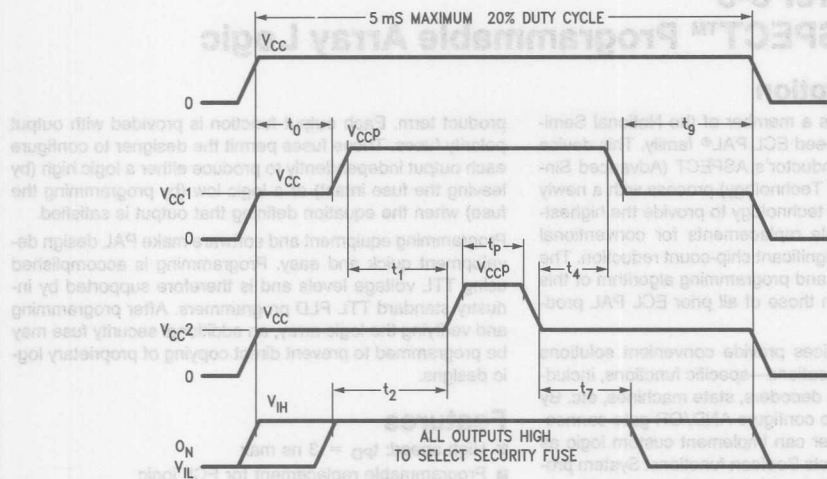 5 mS MAXIMUM 20% DUTY CYCLE
SPECT™ Programmable Array Logic
VCC
0
product term. Each output function is provided with output
polarity fuses. These fuses permit the designer to configure
each output independently to produce either a logic high (by
leaving the fuse intact) or a logic low (by programming the
fuse) when the equation defining that output is satisfied.
t0
VCCP
t9
VCC
VCC1
0
Programming equipment and software make PAL design de-
velopment quick and easy. Programming is accomplished
using TTL voltage levels and is therefore supported by in-
dustry standard TTL PLD programmers. After programming
and verifying the logic array, an additional security fuse may
be programmed to prevent direct copying of proprietary log-
ic designs.
t1
tp
VCCP
t4
VCC
VCC2
0
t2
t7
VIH
ON
VIL
ALL OUTTTS HIGH
TO SELECT SECURITY FUSE
Features
Programmable replacement for ECL logic